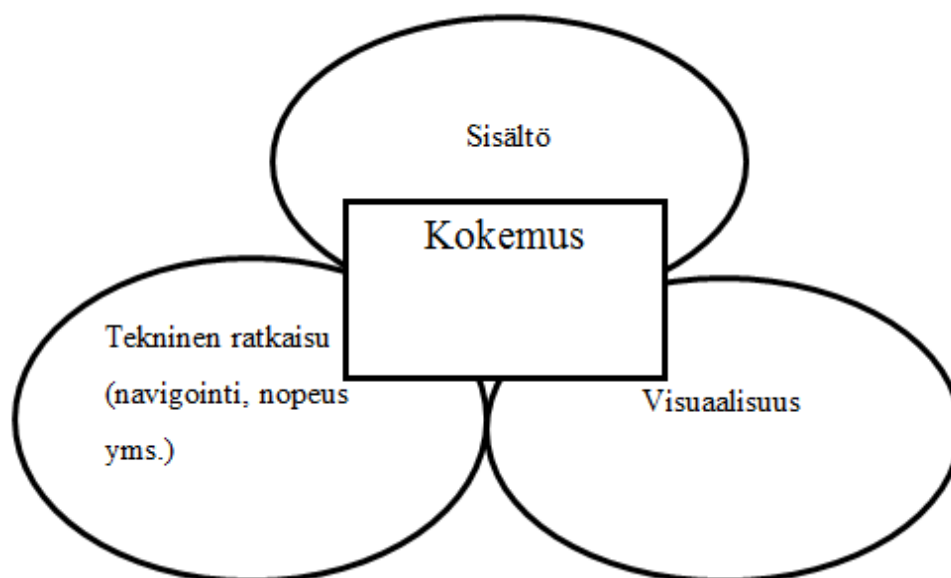 Sisältö
Kokemus
Tekninen ratkaisu
(navigointi, nopeus
yms.)
Visuaalisuus